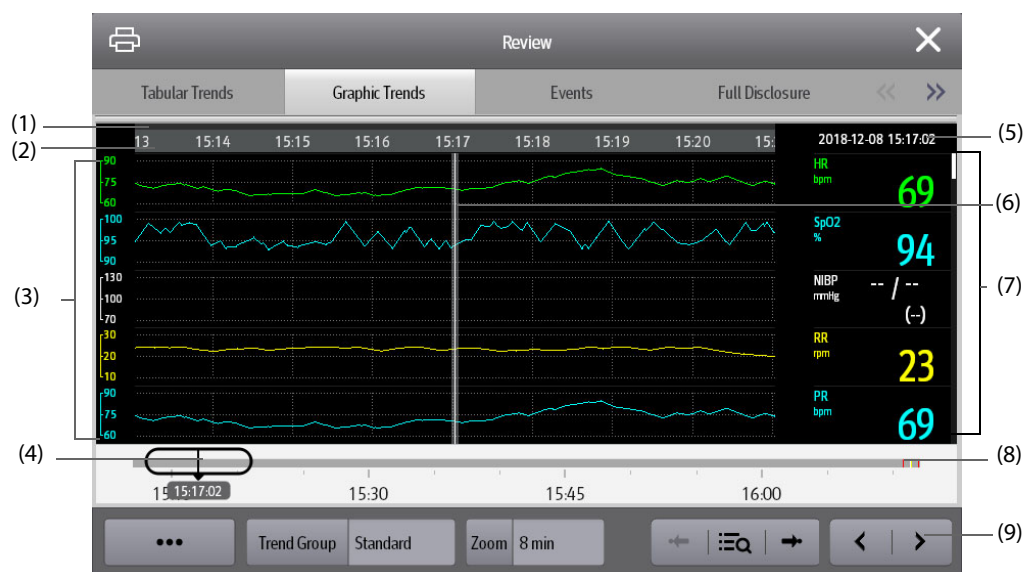 Review
Tabular Trends Graphic Trends Events Full Disclosure
(1)
(2)
13 15:14 15:15 15:16 15:17 15:18 15:19 15:20 15: 2018-12-08 15:17:02 (5)
90
75
60
HR
bpm
69
(6)
100
95
90
SpO2
%
94
(3)
130
100
70
NIBP
mmHg
-- / --
(--)
(7)
30
20
10
RR
rpm
23
90
75
60
PR
bpm
69
(4)
(8)
15:17:02 15:30 15:45 16:00
••• Trend Group Standard Zoom 8 min
(9)